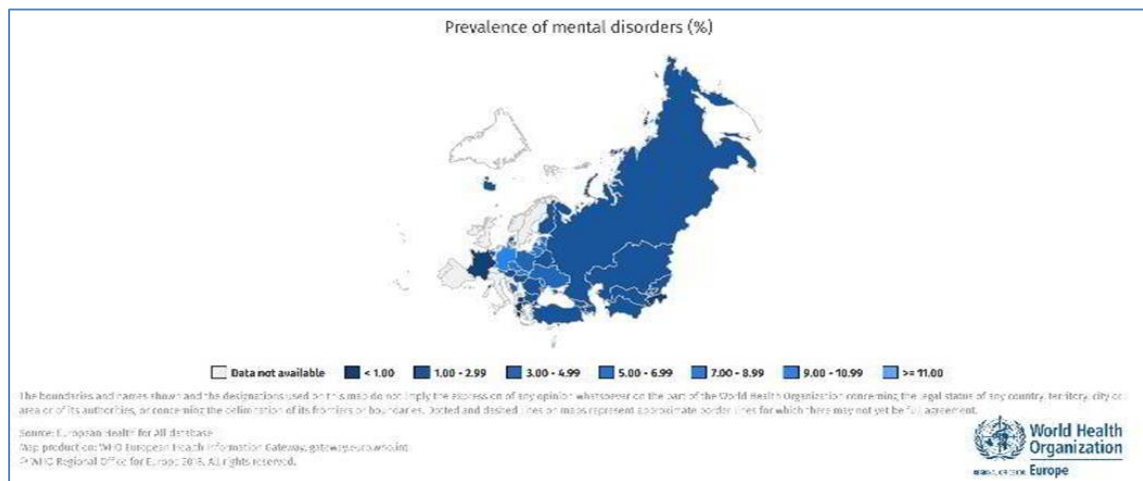 Prevalence of mental disorders (%)
Data not available < 1.00 1.00 - 2.99 3.00 - 4.99 5.00 - 6.99 7.00 - 8.99 9.00 - 10.99 >= 11.00
The boundaries and names shown and the designations used on this map do not imply the expression of any opinion whatsoever on the part of the World Health Organization concerning the legal status of any country, territory, city or
area or of its authorities, or concerning the delimitation of its frontiers or boundaries. Dotted and dashed lines on maps represent approximate border lines for which there may not yet be full agreement.
Source: European Health for All database
Map production: WHO European Health Information Gateway, gateway.euro.who.int
© WHO Regional Office for Europe 2018. All rights reserved.
World Health
Organization
REGIONAL OFFICE FOR Europe